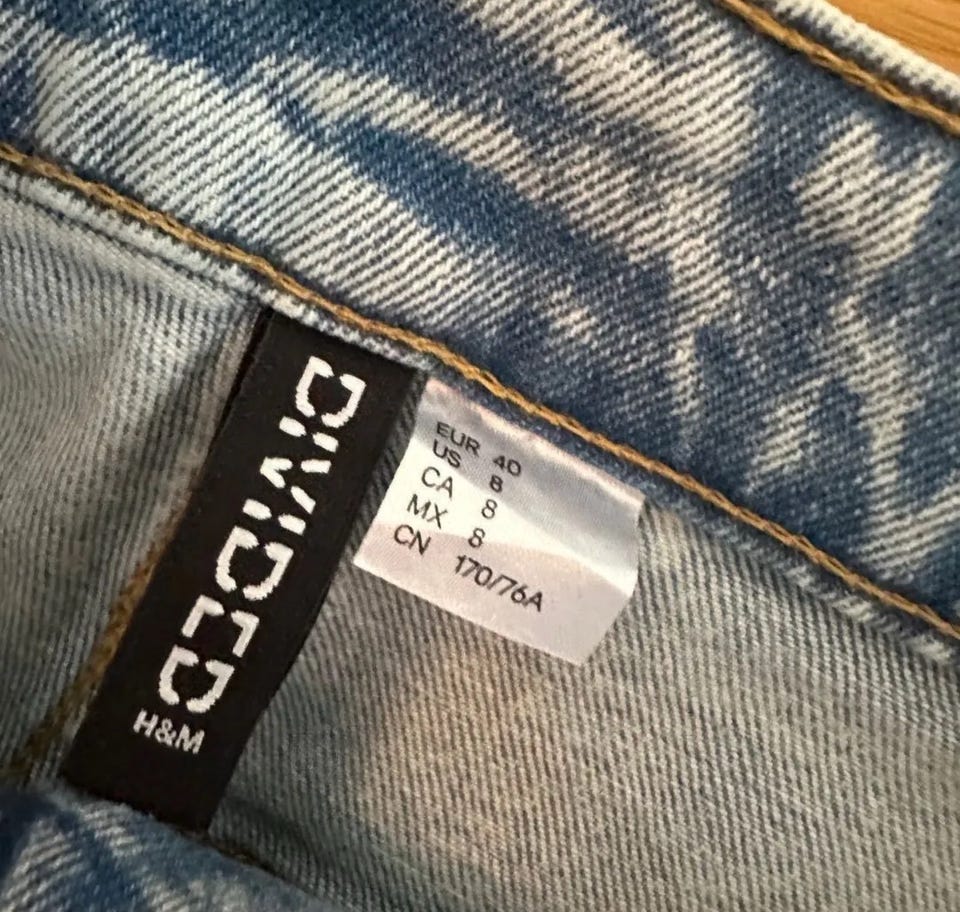 DIVIDED
H&M
EUR 40
US 8
CA 8
MX 8
CN 170/76A